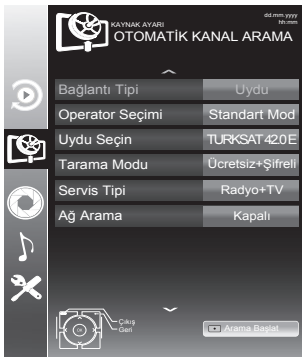 dd.mm.yyyy
hh:mm
KAYNAK AYARI
OTOMATİK KANAL ARAMA
Bağlantı Tipi Uydu
Operator Seçimi Standart Mod
Uydu Seçin TURKSAT 42.0 E
Tarama Modu Ücretsiz+Şifreli
Servis Tipi Radyo+TV
Ağ Arama Kapalı
OK
Çıkış
Geri
Arama Başlat